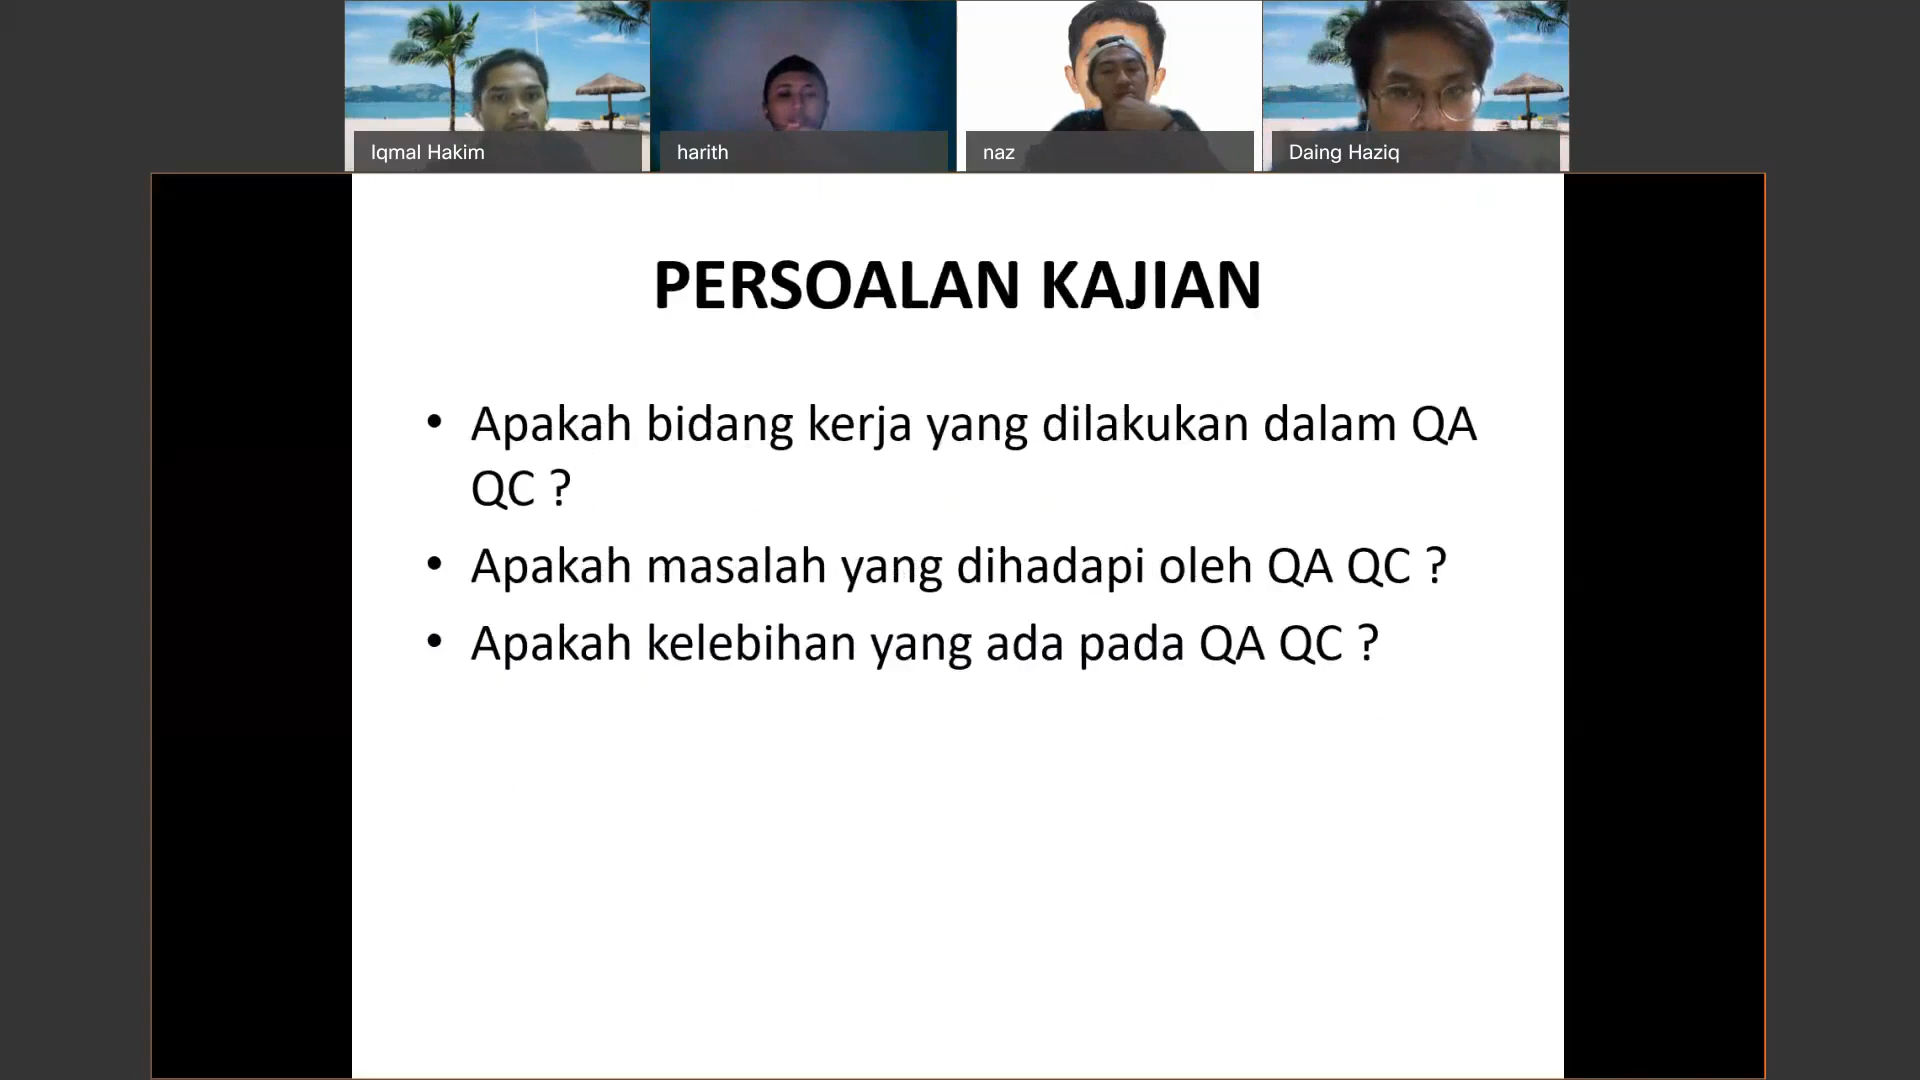 Iqmal Hakim
harith
naz
Daing Haziq
PERSOALAN KAJIAN
• Apakah bidang kerja yang dilakukan dalam QA
QC ?
• Apakah masalah yang dihadapi oleh QA QC ?
• Apakah kelebihan yang ada pada QA QC ?